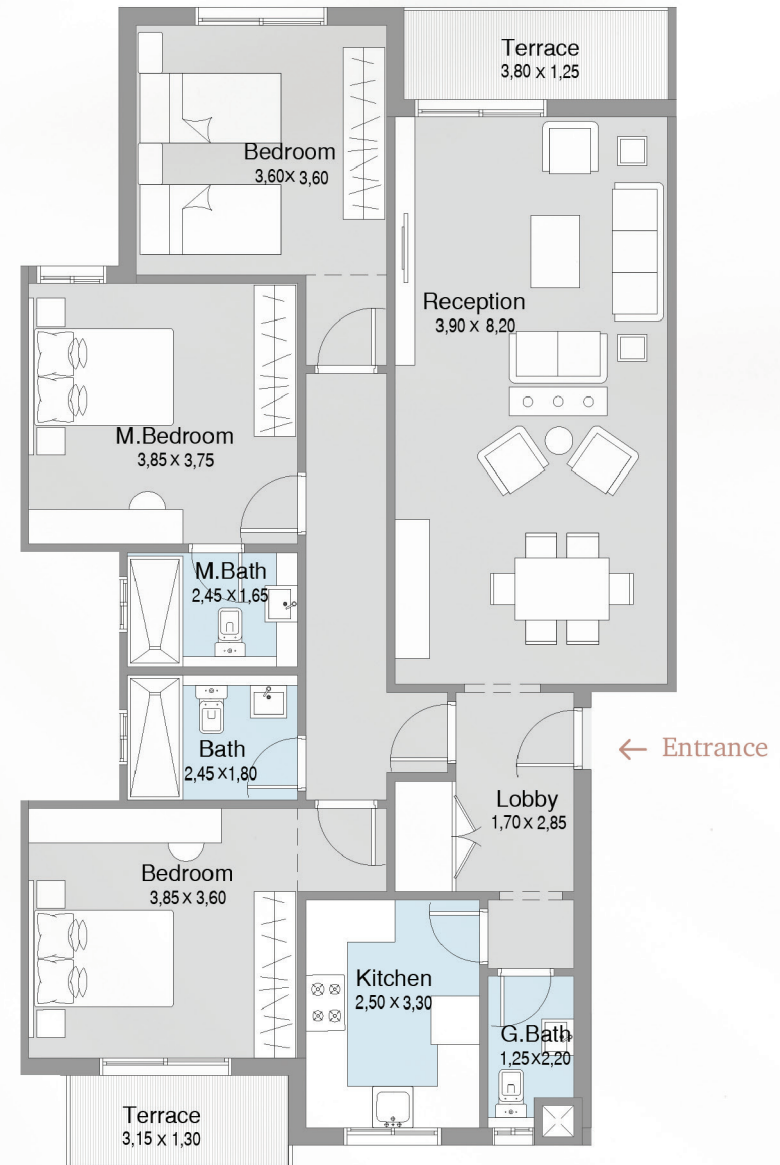 Terrace
3,80 x 1,25
Bedroom
3,60x 3,60
Reception
3,90 x 8,20
M.Bedroom
3,85 x 3,75
M.Bath
2,45 x 1,65
Bath
2,45 x 1,80
← Entrance
Lobby
1,70 x 2,85
Bedroom
3,85 x 3,60
Kitchen
2,50 x 3,30
G.Bath
1,25x2,20
Terrace
3,15 x 1,30